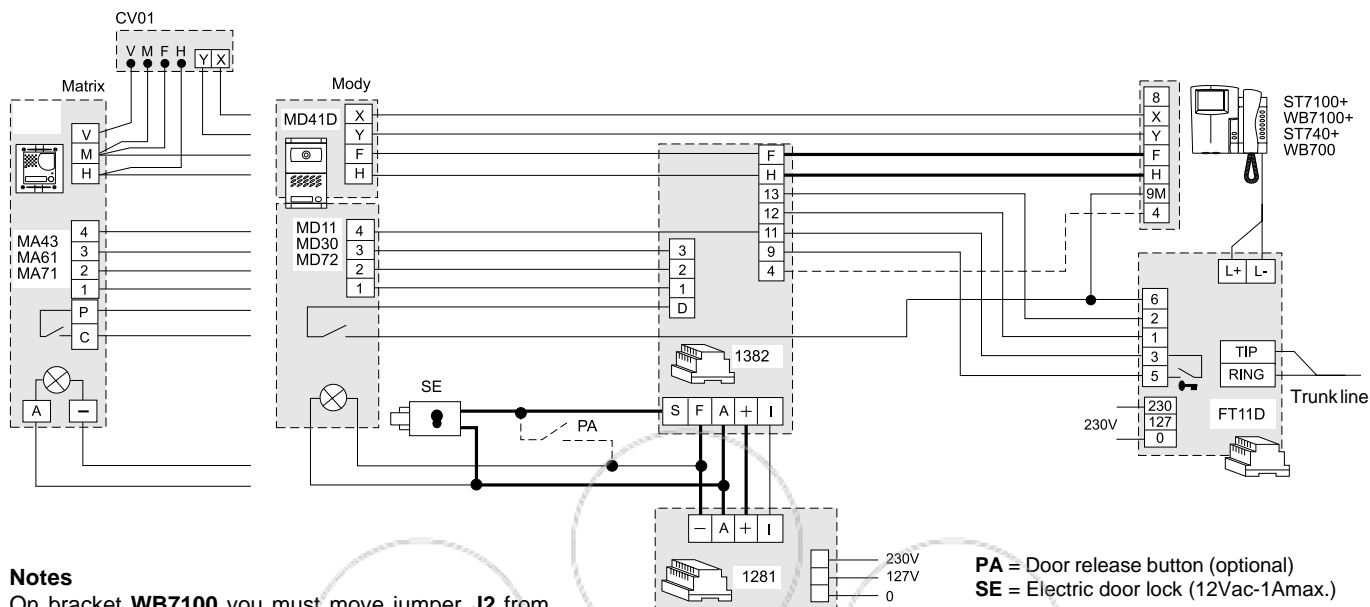 CV01
V M F H Y X
Matrix
V
M
H
MA43
MA61
MA71
4
3
2
1
P
C
A −
Mody
MD41D
X
Y
F
H
MD11
MD30
MD72
4
3
2
1
SE
PA
F
H
13
12
11
9
4
3
2
1
D
1382
S F A + I
− A + I
1281
230V
127V
0
8
X
Y
F
H
9M
4
ST7100+
WB7100+
ST740+
WB700
L+ L-
6
2
1
3
5
TIP
RING
Trunk line
FT11D
230V
230
127
0
PA = Door release button (optional)
SE = Electric door lock (12Vac-1Amax.)
Notes
On bracket WB7100 you must move jumper J2 from